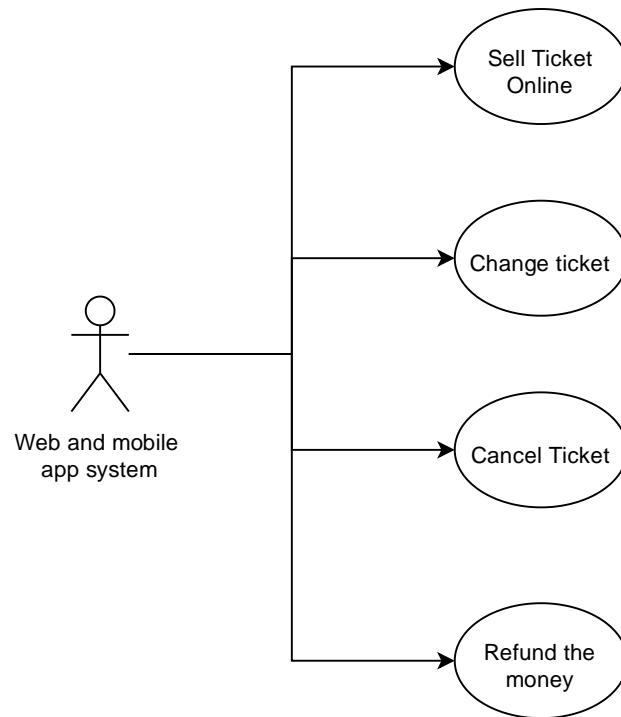 Sell Ticket
Online
Change ticket
Web and mobile
app system
Cancel Ticket
Refund the
money